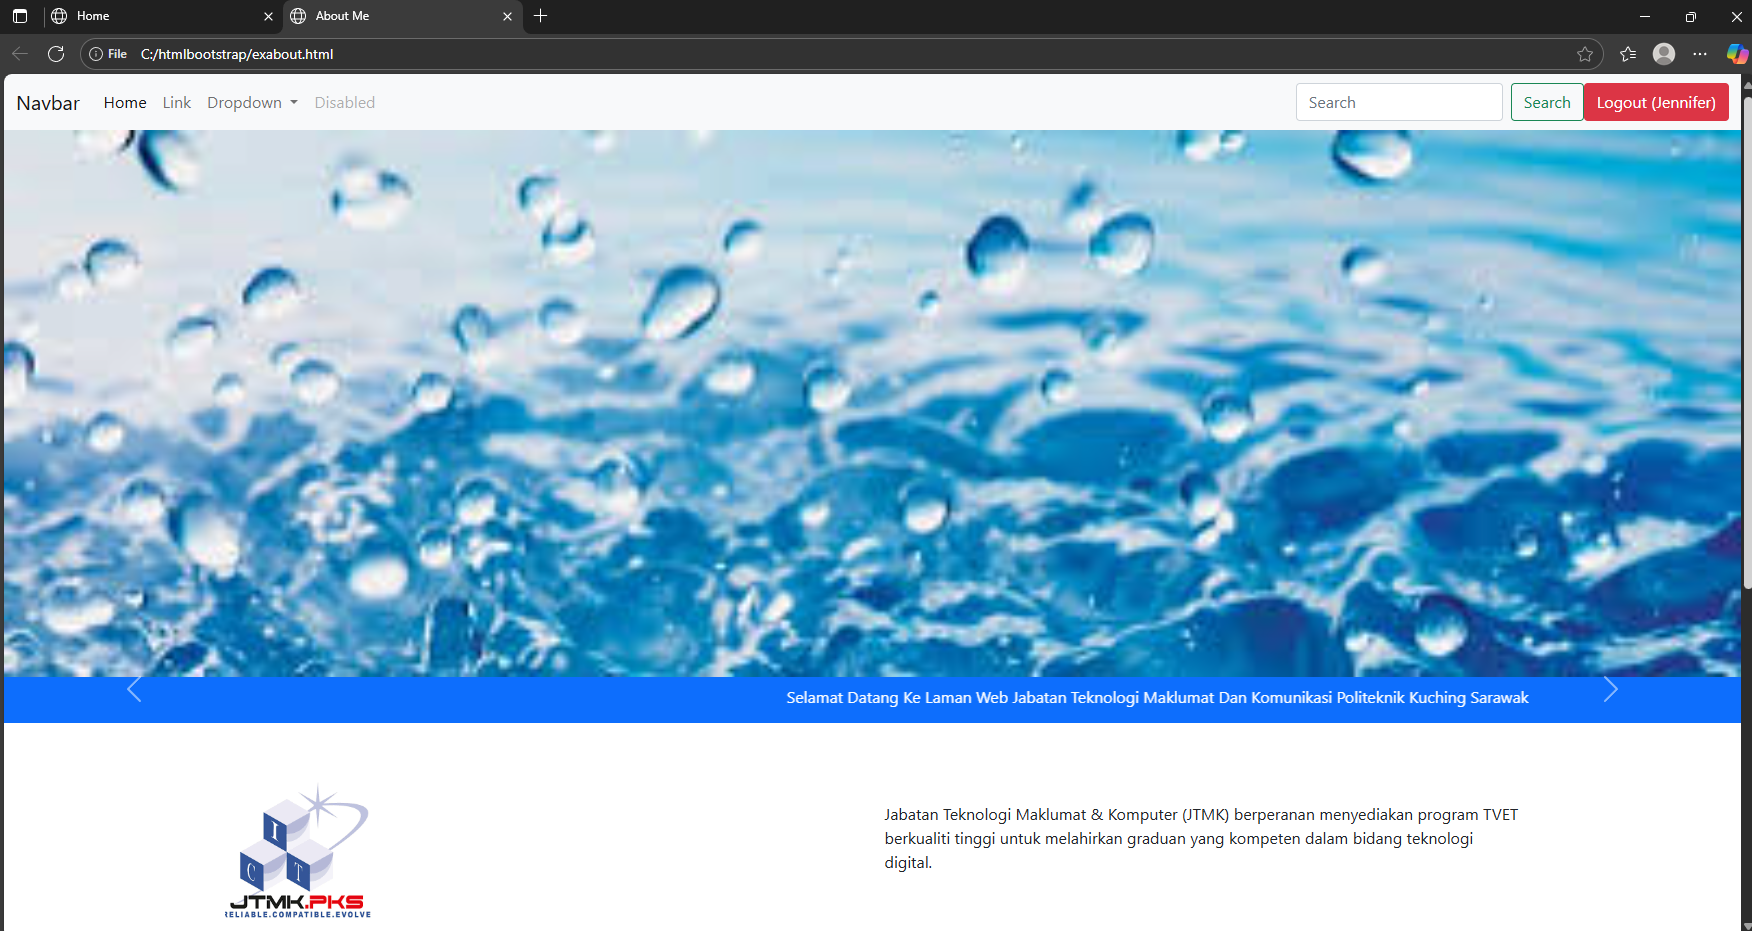 Home
About Me
File C:/htmlbootstrap/exabout.html
Navbar Home Link Dropdown Disabled Search Search Logout (Jennifer)
Selamat Datang Ke Laman Web Jabatan Teknologi Maklumat Dan Komunikasi Politeknik Kuching Sarawak
I
C T
JTMK.PKS
RELIABLE.COMPATIBLE.EVOLVE
Jabatan Teknologi Maklumat & Komputer (JTMK) berperanan menyediakan program TVET
berkualiti tinggi untuk melahirkan graduan yang kompeten dalam bidang teknologi
digital.